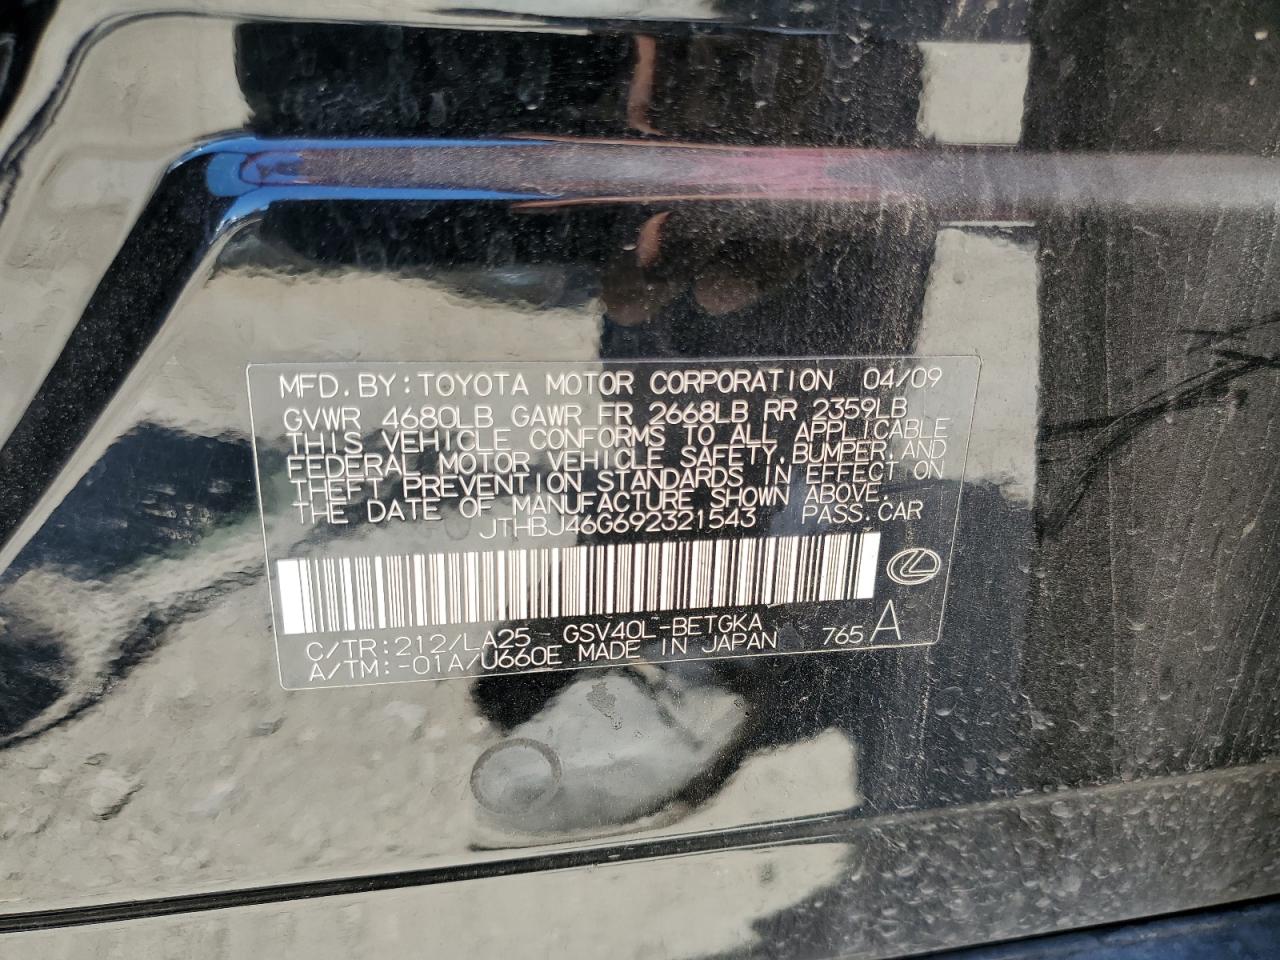 MFD.BY:TOYOTA MOTOR CORPORATION 04/09
GVWR 4680LB GAWR FR 2668LB RR 2359LB
THIS VEHICLE CONFORMS TO ALL APPLICABLE
FEDERAL MOTOR VEHICLE SAFETY,BUMPER,AND
THEFT PREVENTION STANDARDS IN EFFECT ON
THE DATE OF MANUFACTURE SHOWN ABOVE.
JTHBJ46G692321543 PASS.CAR
C/TR:212/LA25 GSV40L-BETGKA
A/TM:-01A/U660E MADE IN JAPAN 765 A